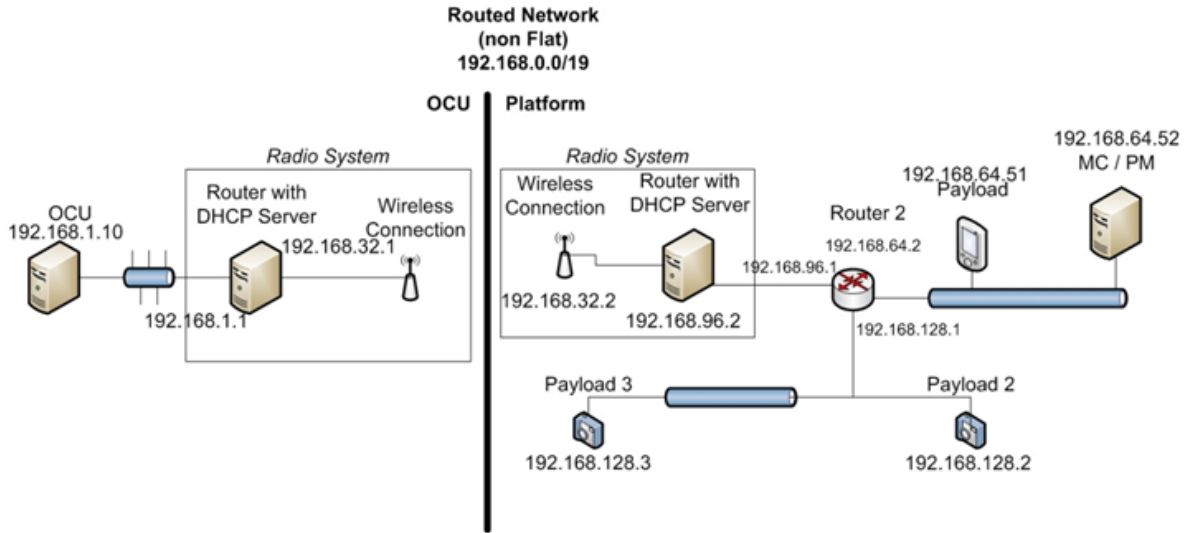 Routed Network
(non Flat)
192.168.0.0/19
OCU
Platform
Radio System
Router with
DHCP Server
Wireless
Connection
OCU
192.168.1.10
192.168.32.1
192.168.1.1
Radio System
Wireless
Connection
Router with
DHCP Server
192.168.32.2
192.168.96.2
192.168.96.1
Router 2
192.168.64.2
192.168.128.1
192.168.64.51
Payload
192.168.64.52
MC / PM
Payload 3
192.168.128.3
Payload 2
192.168.128.2